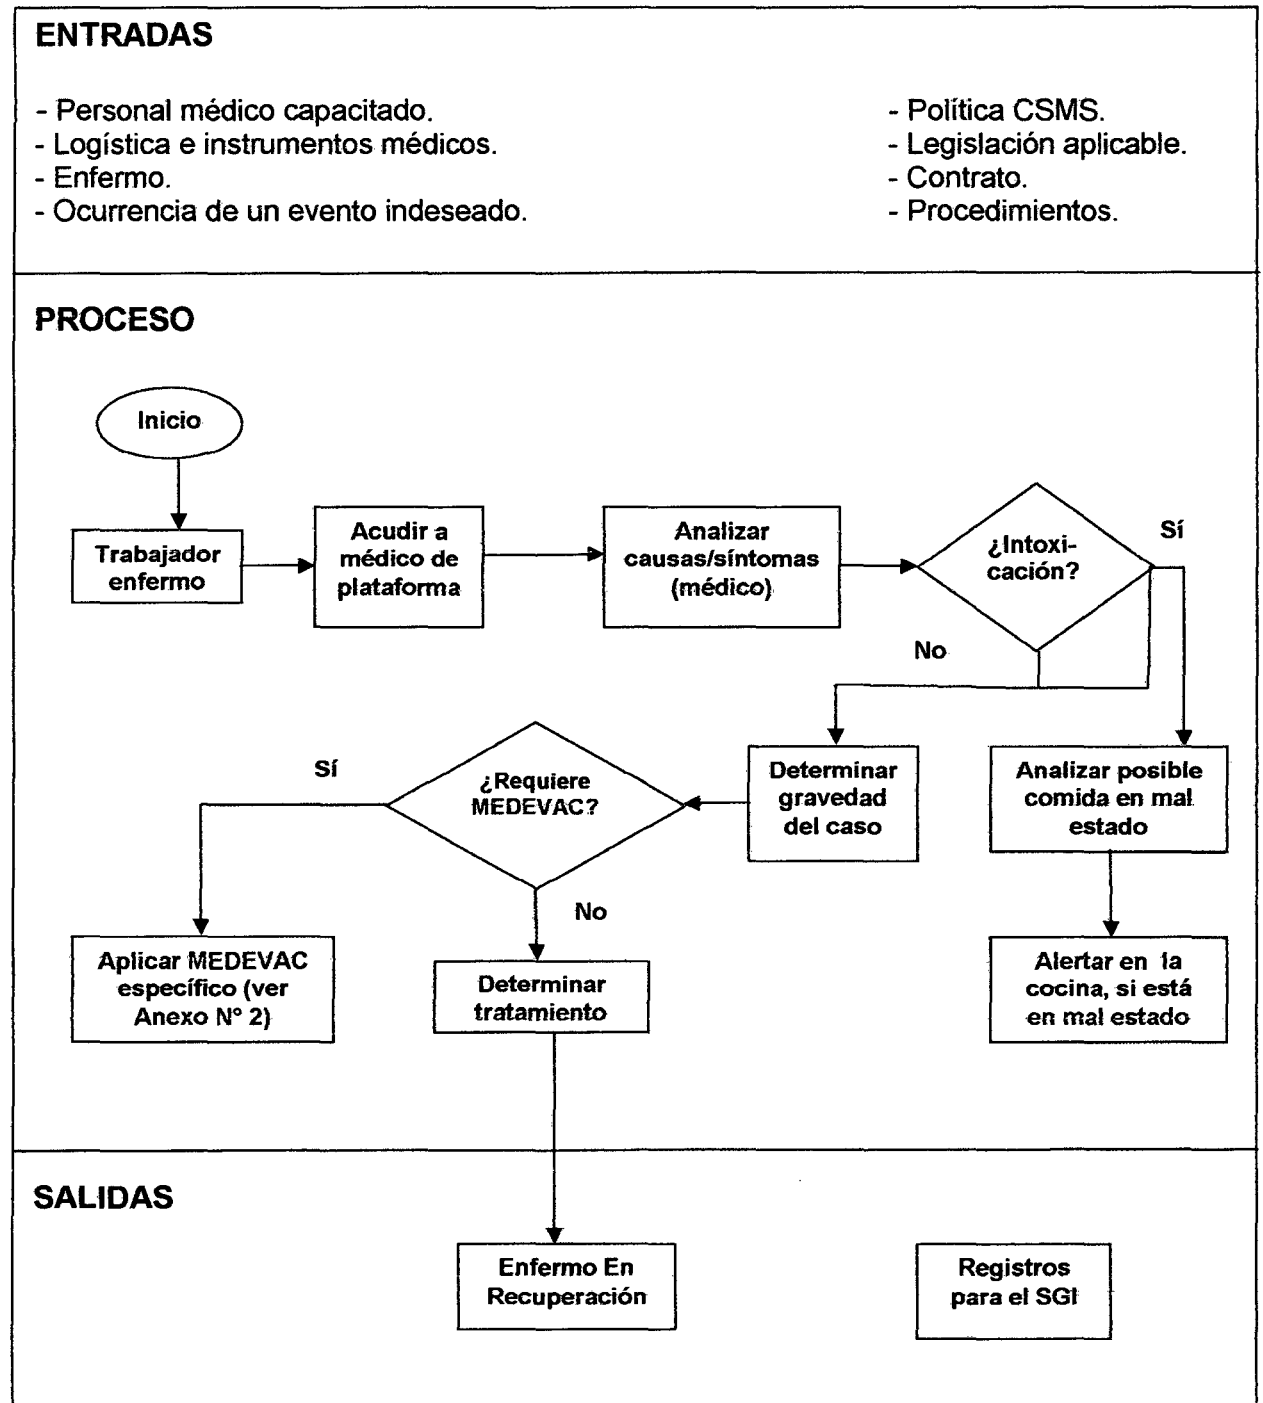 ENTRADAS
- Personal médico capacitado.
- Logística e instrumentos médicos.
- Enfermo.
- Ocurrencia de un evento indeseado.
- Política CSMS.
- Legislación aplicable.
- Contrato.
- Procedimientos.
PROCESO
Inicio
Trabajador
enfermo
Acudir a
médico de
plataforma
Analizar
causas/síntomas
(médico)
¿Intoxi-
cación?
Sí
No
Determinar
gravedad
del caso
Analizar posible
comida en mal
estado
¿Requiere
MEDEVAC?
Sí
No
Aplicar MEDEVAC
específico (ver
Anexo N° 2)
Determinar
tratamiento
Alertar en la
cocina, si está
en mal estado
SALIDAS
Enfermo En
Recuperación
Registros
para el SGI